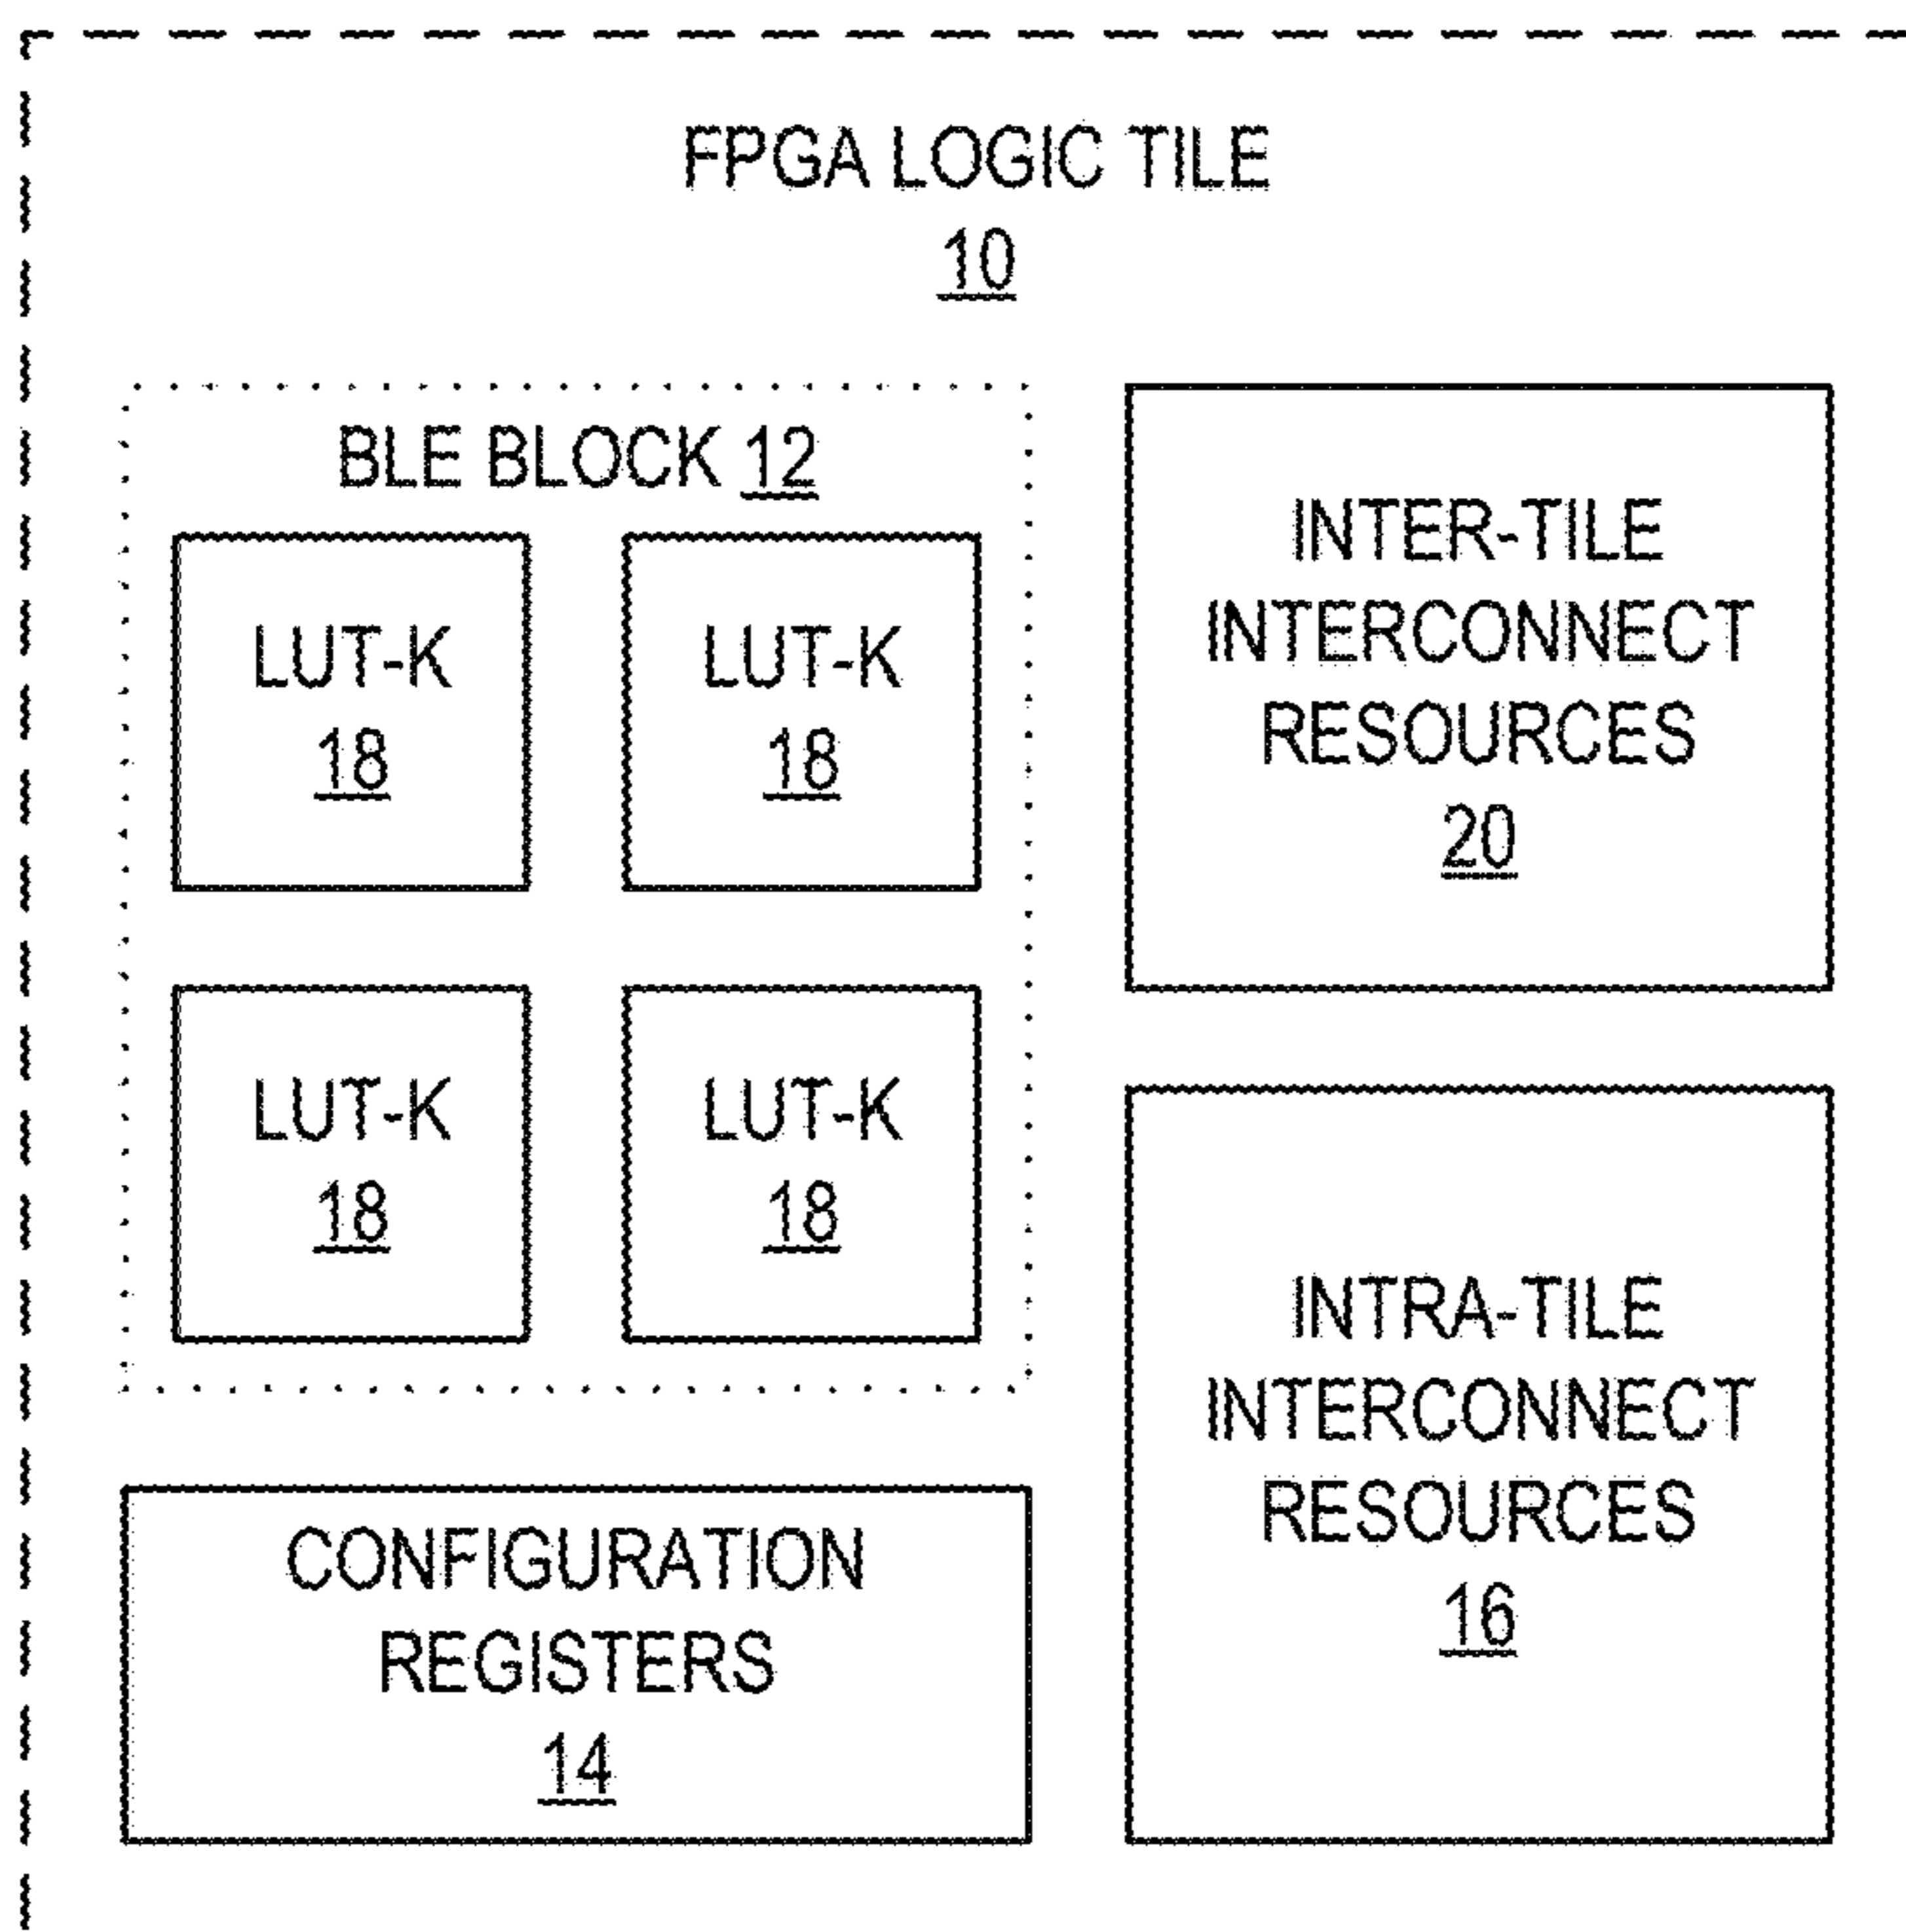 FPGA LOGIC TILE
10
BLE BLOCK 12
LUT-K
18
LUT-K
18
LUT-K
18
LUT-K
18
CONFIGURATION
REGISTERS
14
INTER-TILE
INTERCONNECT
RESOURCES
20
INTRA-TILE
INTERCONNECT
RESOURCES
16